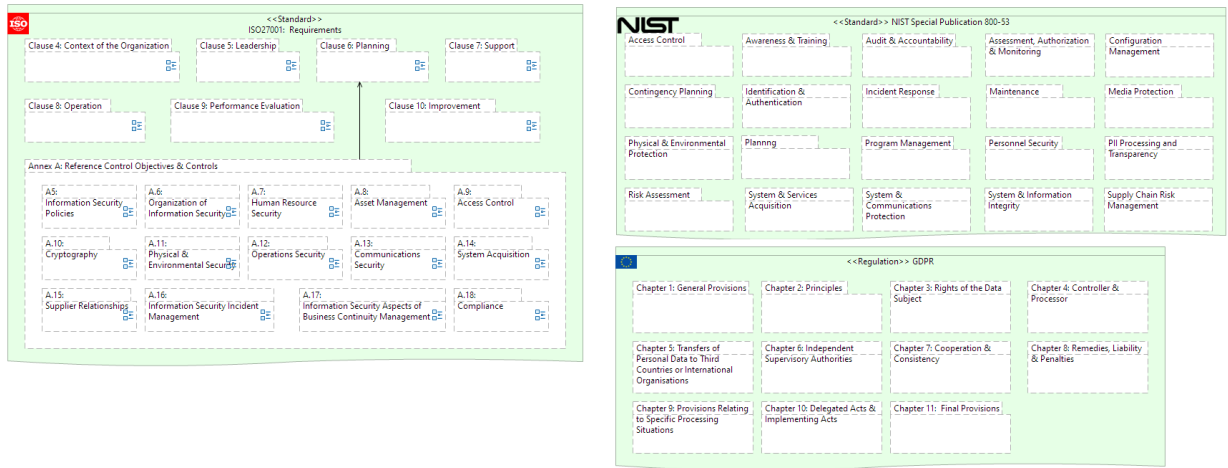 ISO
<<Standard>>
ISO27001: Requirements
Clause 4: Context of the Organization
Clause 5: Leadership
Clause 6: Planning
Clause 7: Support
Clause 8: Operation
Clause 9: Performance Evaluation
Clause 10: Improvement
Annex A: Reference Control Objectives & Controls
A5:
Information Security
Policies
A.6:
Organization of
Information Security
A.7:
Human Resource
Security
A.8:
Asset Management
A.9:
Access Control
A.10:
Cryptography
A.11:
Physical &
Environmental Security
A.12:
Operations Security
A.13:
Communications
Security
A.14:
System Acquisition
A.15:
Supplier Relationships
A.16:
Information Security Incident
Management
A.17:
Information Security Aspects of
Business Continuity Management
A.18:
Compliance
NIST
<<Standard>> NIST Special Publication 800-53
Access Control
Awareness & Training
Audit & Accountability
Assessment, Authorization
& Monitoring
Configuration
Management
Contingency Planning
Identification &
Authentication
Incident Response
Maintenance
Media Protection
Physical & Environmental
Protection
Plannng
Program Management
Personnel Security
PII Processing and
Transparency
Risk Assessment
System & Services
Acquisition
System &
Communications
Protection
System & Information
Integrity
Supply Chain Risk
Management
<<Regulation>> GDPR
Chapter 1: General Provisions
Chapter 2: Principles
Chapter 3: Rights of the Data
Subject
Chapter 4: Controller &
Processor
Chapter 5: Transfers of
Personal Data to Third
Countries or International
Organisations
Chapter 6: Independent
Supervisory Authorities
Chapter 7: Cooperation &
Consistency
Chapter 8: Remedies, Liability
& Penalties
Chapter 9: Provisions Relating
to Specific Processing
Situations
Chapter 10: Delegated Acts &
Implementing Acts
Chapter 11: Final Provisions